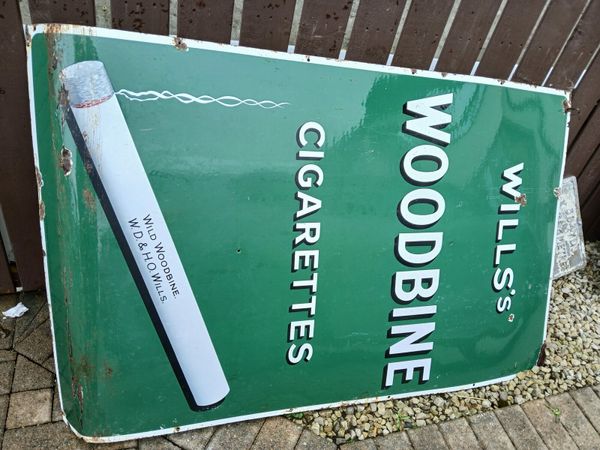 WILLS's
WOODBINE
CIGARETTES
WILD WOODBINE.
W.D. & H.O. WILLS.